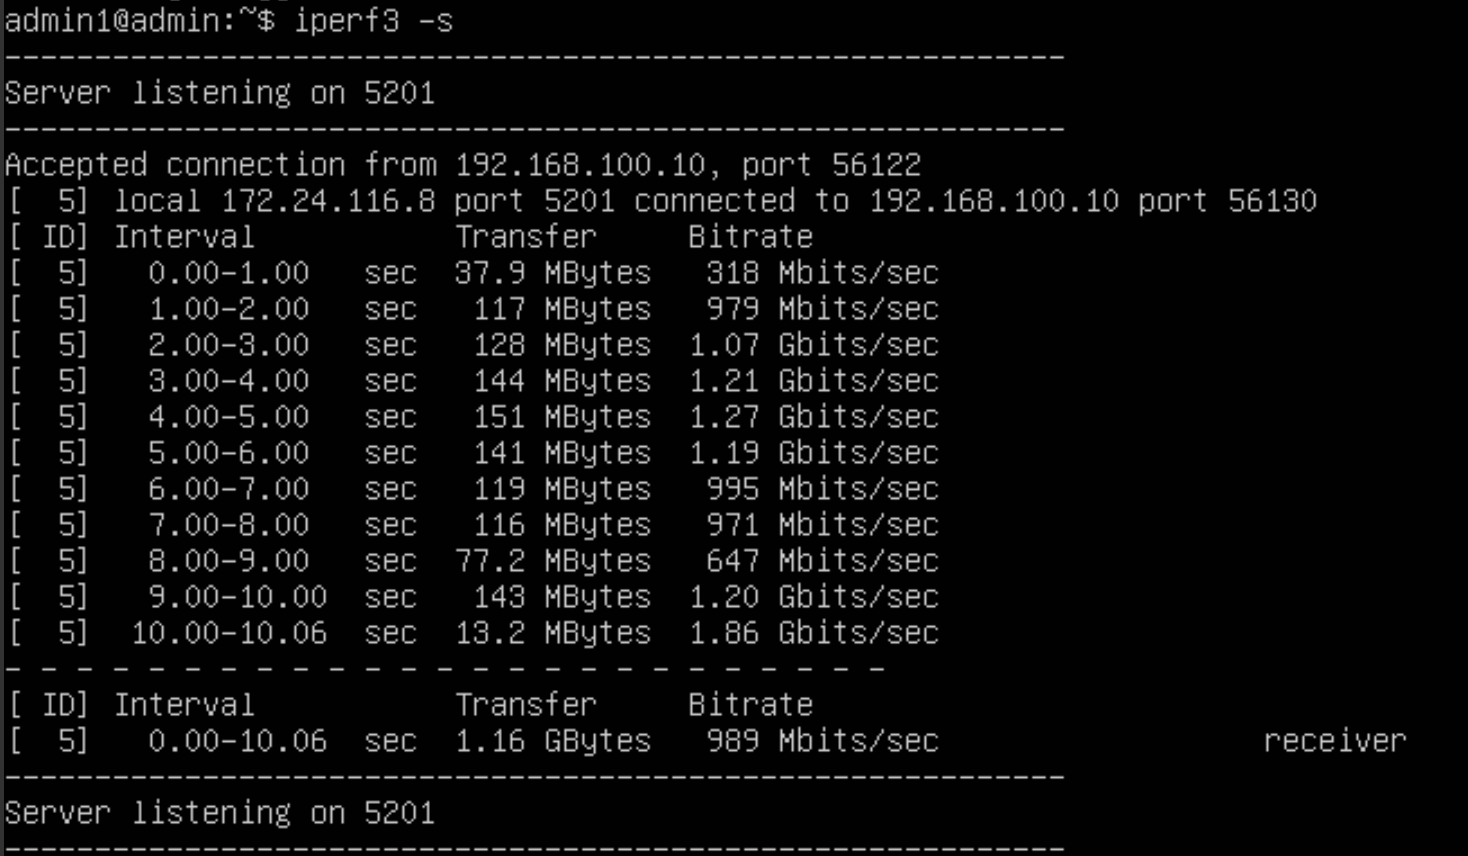 admin1@admin:~$ iperf3 -s
-----------------------------------------------------------
Server listening on 5201
-----------------------------------------------------------
Accepted connection from 192.168.100.10, port 56122
[  5] local 172.24.116.8 port 5201 connected to 192.168.100.10 port 56130
[ ID] Interval           Transfer     Bitrate
[  5]   0.00-1.00   sec  37.9 MBytes   318 Mbits/sec
[  5]   1.00-2.00   sec   117 MBytes   979 Mbits/sec
[  5]   2.00-3.00   sec   128 MBytes  1.07 Gbits/sec
[  5]   3.00-4.00   sec   144 MBytes  1.21 Gbits/sec
[  5]   4.00-5.00   sec   151 MBytes  1.27 Gbits/sec
[  5]   5.00-6.00   sec   141 MBytes  1.19 Gbits/sec
[  5]   6.00-7.00   sec   119 MBytes   995 Mbits/sec
[  5]   7.00-8.00   sec   116 MBytes   971 Mbits/sec
[  5]   8.00-9.00   sec  77.2 MBytes   647 Mbits/sec
[  5]   9.00-10.00  sec   143 MBytes  1.20 Gbits/sec
[  5]  10.00-10.06  sec  13.2 MBytes  1.86 Gbits/sec
- - - - - - - - - - - - - - - - - - - - - - - - -
[ ID] Interval           Transfer     Bitrate
[  5]   0.00-10.06  sec  1.16 GBytes   989 Mbits/sec                  receiver
-----------------------------------------------------------
Server listening on 5201
-----------------------------------------------------------